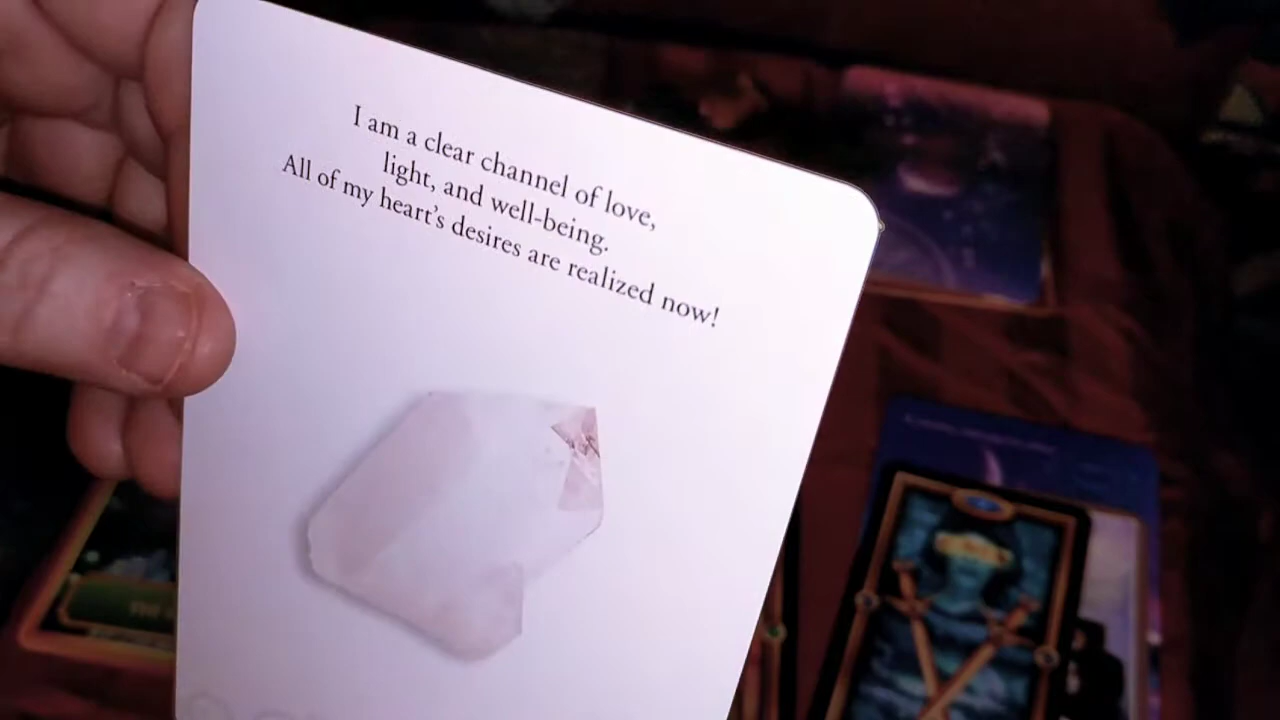 I am a clear channel of love,
light, and well-being.
All of my heart's desires are realized now!